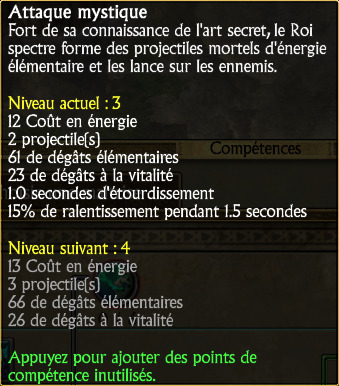 Attaque mystique
Fort de sa connaissance de l'art secret, le Roi
spectre forme des projectiles mortels d'énergie
élémentaire et les lance sur les ennemis.
Niveau actuel : 3
12 Coût en énergie
2 projectile(s)
61 de dégâts élémentaires
Compétences
23 de dégâts à la vitalité
1.0 secondes d'étourdissement
15% de ralentissement pendant 1.5 secondes
Niveau suivant : 4
13 Coût en énergie
3 projectile(s)
66 de dégâts élémentaires
26 de dégâts à la vitalité
Appuyez pour ajouter des points de
compétence inutilisés.